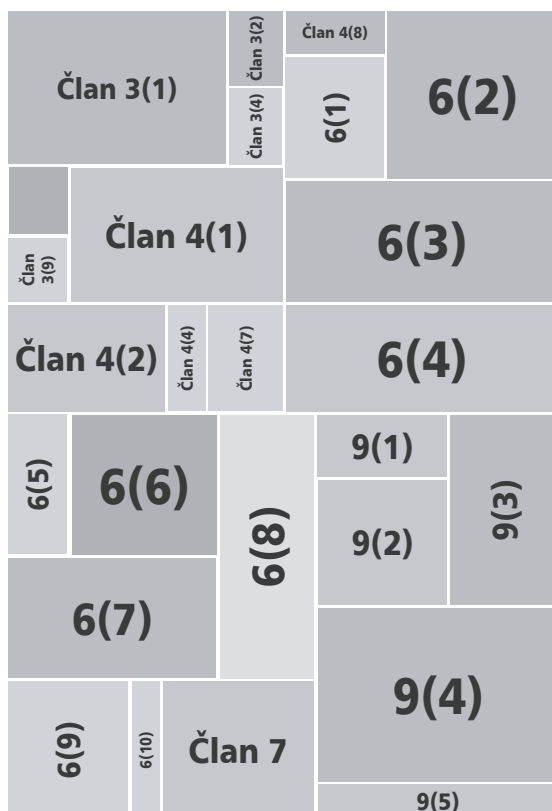 Član 3(1)
Član 3(2)
Član 3(4)
Član 4(8)
6(1)
6(2)
Član 4(1)
Član
3(9)
6(3)
Član 4(2)
Član 4(4)
Član 4(7)
6(4)
6(5)
6(6)
6(8)
9(1)
9(2)
9(3)
6(7)
9(4)
6(9)
6(10)
Član 7
9(5)